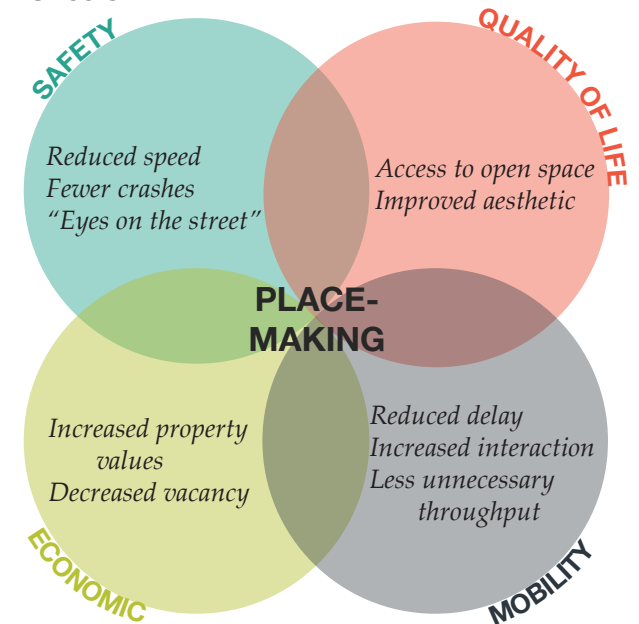 SAFETY
QUALITY OF LIFE
Reduced speed
Fewer crashes
“Eyes on the street”
Access to open space
Improved aesthetic
PLACE-
MAKING
Increased property
values
Decreased vacancy
Reduced delay
Increased interaction
Less unnecessary
throughput
ECONOMIC
MOBILITY